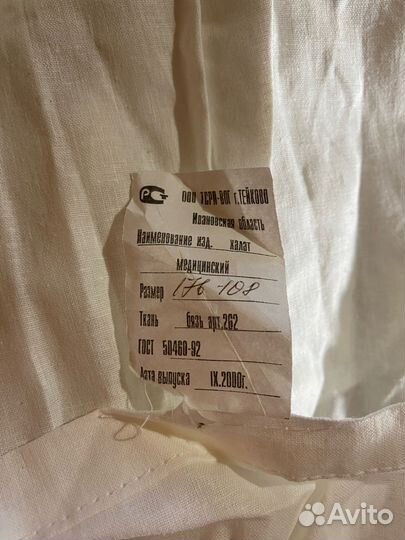 РС ООО ТСРП-ВОГ г.ТЕЙКОВО
Ивановская область
Наименование изд. халат
медицинский
Размер 176-108
Ткань бязь арт.262
ГОСТ 50460-92
Дата выпуска IX.2000г.
Avito